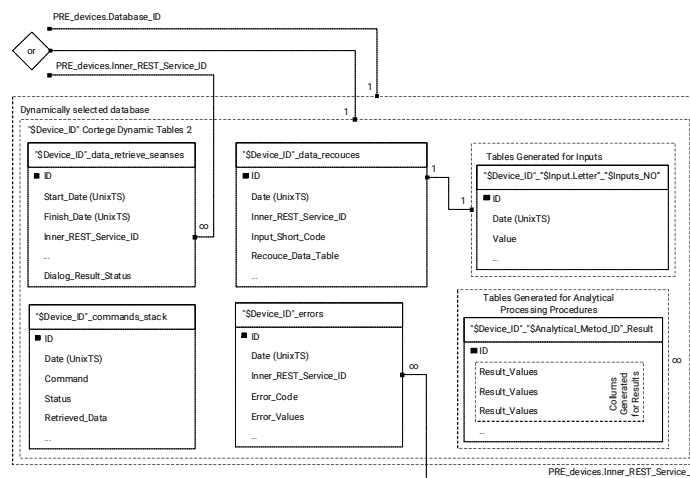 PRE_devices.Database_ID
or
PRE_devices.Inner_REST_Service_ID
1
1
Dynamically selected database
"$Device_ID" Cortege Dynamic Tables 2
"$Device_ID"_data_retrieve_seanses
ID
Start_Date (UnixTS)
Finish_Date (UnixTS)
Inner_REST_Service_ID
...
Dialog_Result_Status
∞
"$Device_ID"_data_recouces
ID
Date (UnixTS)
Inner_REST_Service_ID
Input_Short_Code
Recouce_Data_Table
...
1
1
Tables Generated for Inputs
"$Device_ID"_"$Input.Letter"_"$Inputs_NO"
ID
Date (UnixTS)
Value
...
"$Device_ID"_commands_stack
ID
Date (UnixTS)
Command
Status
Retrieved_Data
...
"$Device_ID"_errors
ID
Date (UnixTS)
Inner_REST_Service_ID
Error_Code
Error_Values
...
∞
Tables Generated for Analytical
Processing Procedures
"$Device_ID"_"$Analytical_Metod_ID"_Result
ID
Result_Values
Result_Values
Result_Values
...
Collums
Generated
for Results
∞
PRE_devices.Inner_REST_Service_